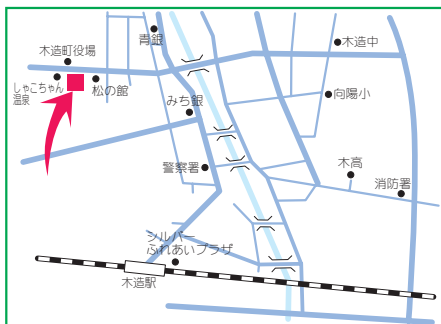 青銀
木造中
木造町役場
しゃこちゃん
温泉
松の館
みち銀
向陽小
警察署
木高
消防署
シルバー
ふれあいプラザ
木造駅